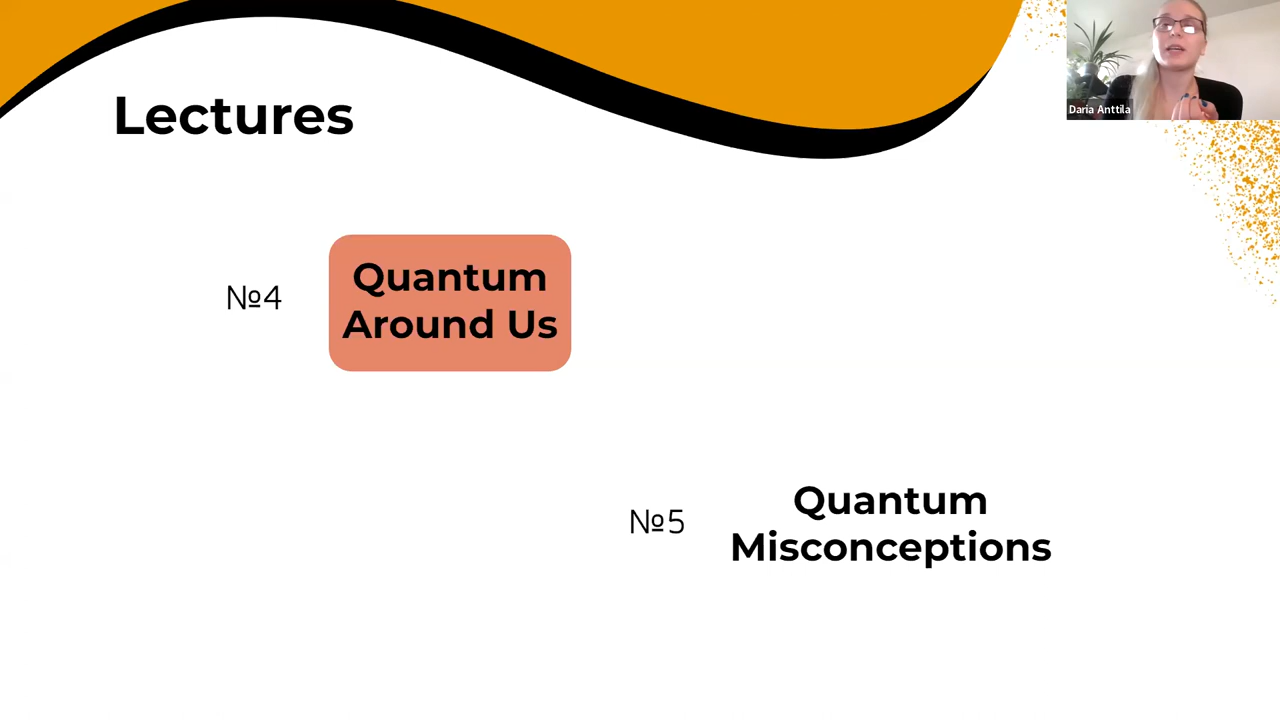 Lectures
Daria Anttila
№4
Quantum
Around Us
№5
Quantum
Misconceptions